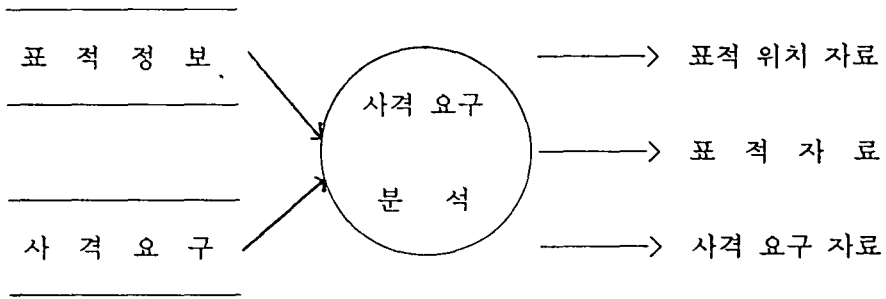 표 적 정 보
사 격 요 구
사격 요구
분 석
표적 위치 자료
표 적 자 료
사격 요구 자료